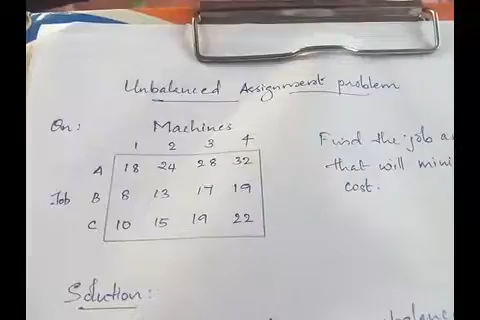 Unbalanced Assignment problem
Qn: Machines
1 2 3 4
A 18 24 28 32
Job B 8 13 17 19
C 10 15 19 22
Find the job a
that will mini
cost.
Solution: